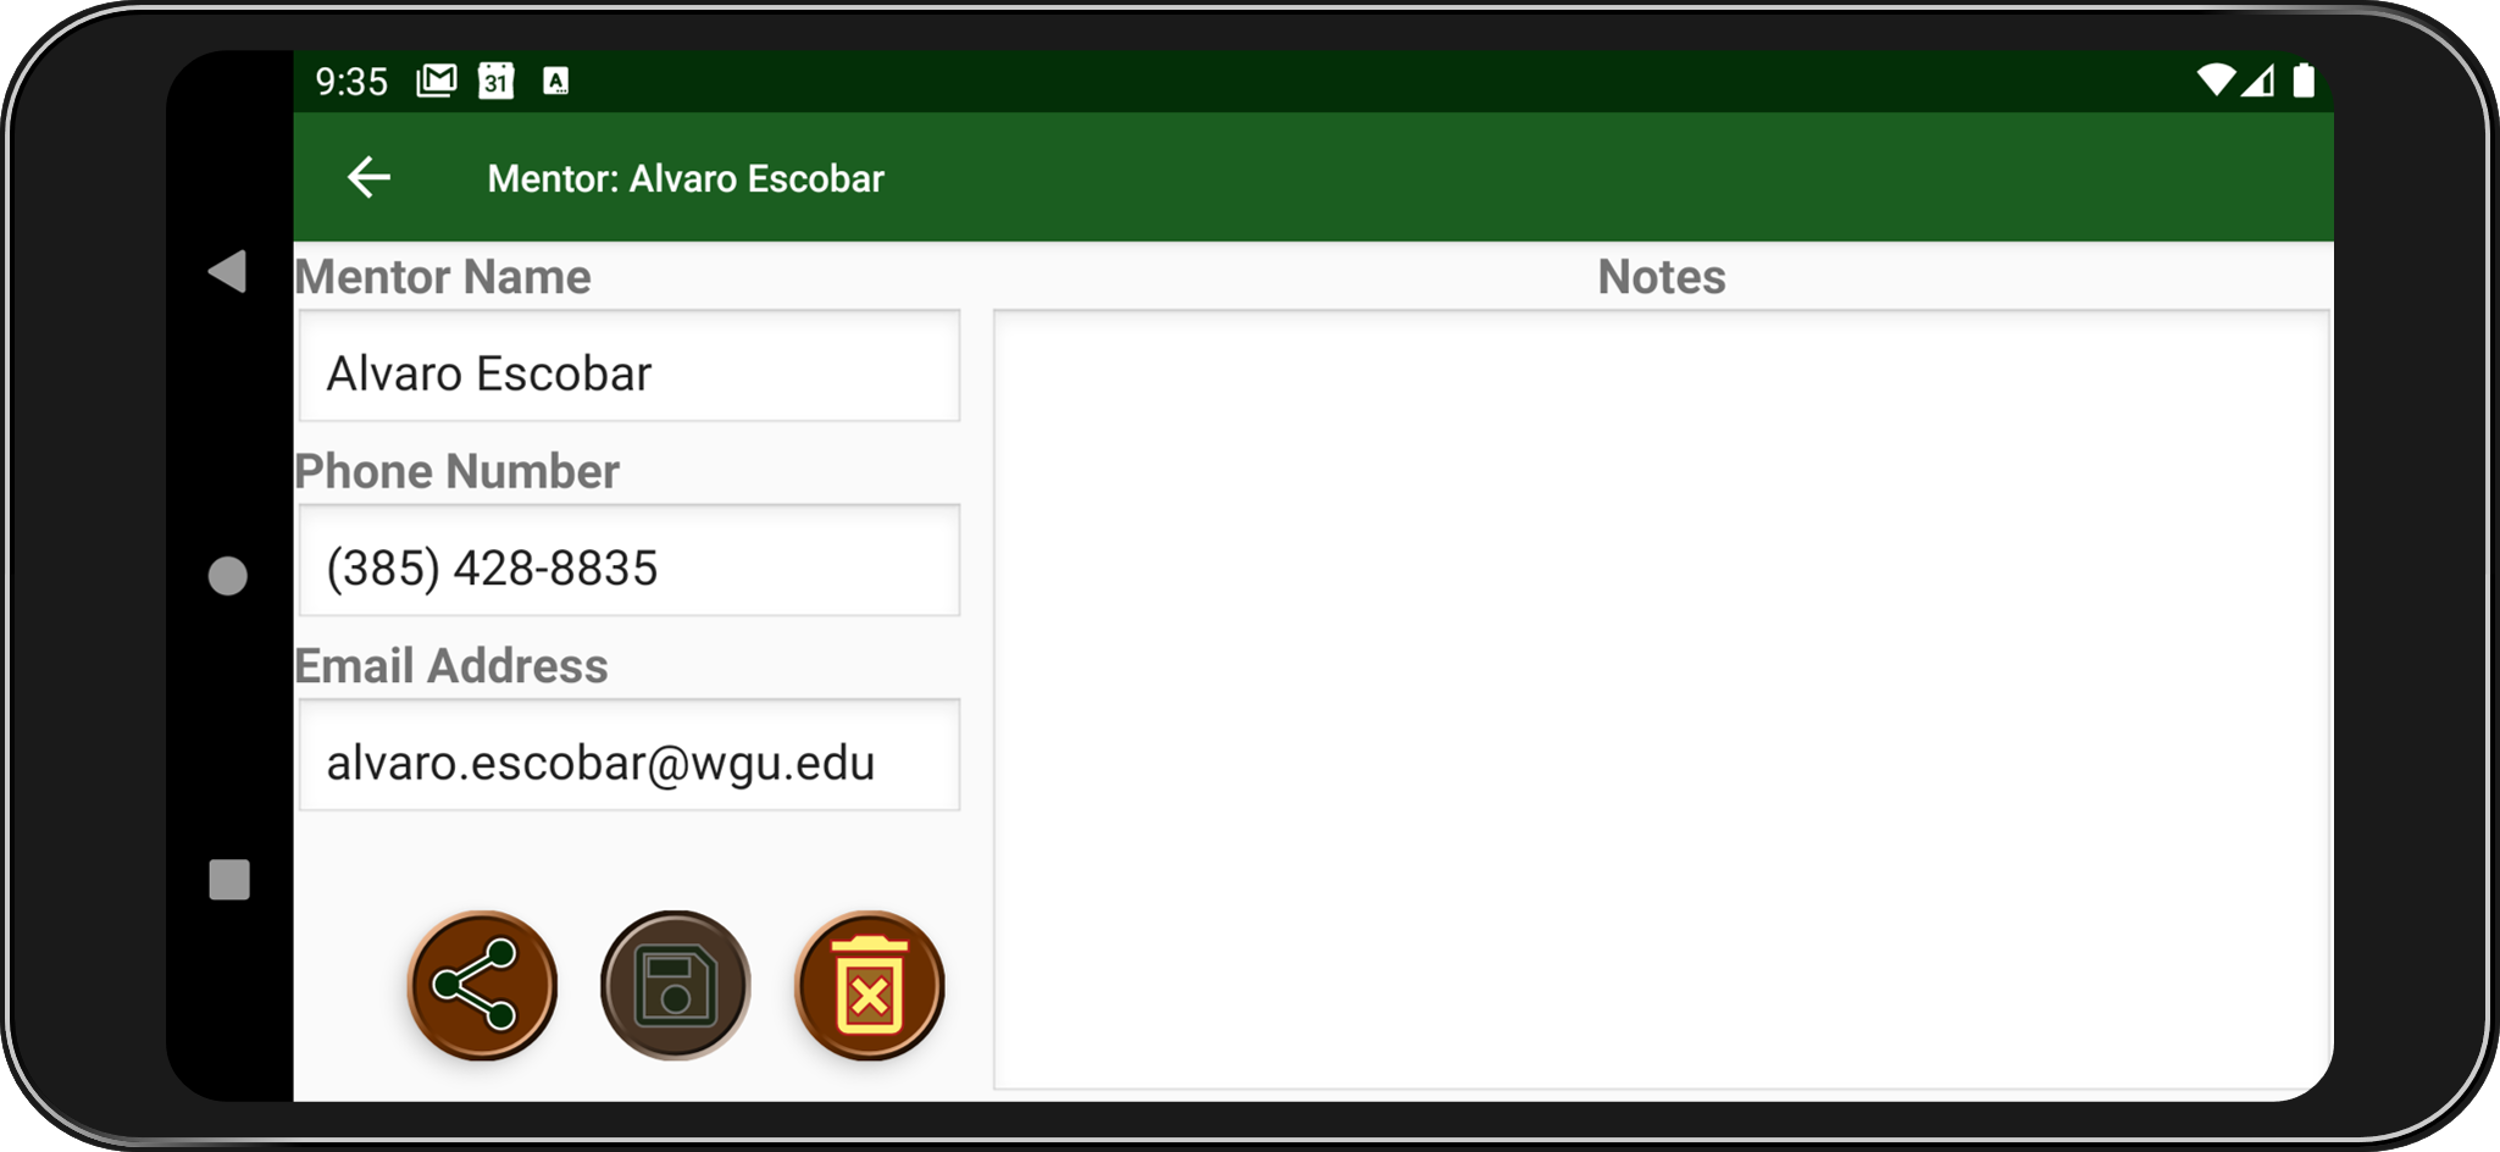 9:35 31 A
Mentor: Alvaro Escobar
Mentor Name
Alvaro Escobar
Phone Number
(385) 428-8835
Email Address
alvaro.escobar@wgu.edu
Notes